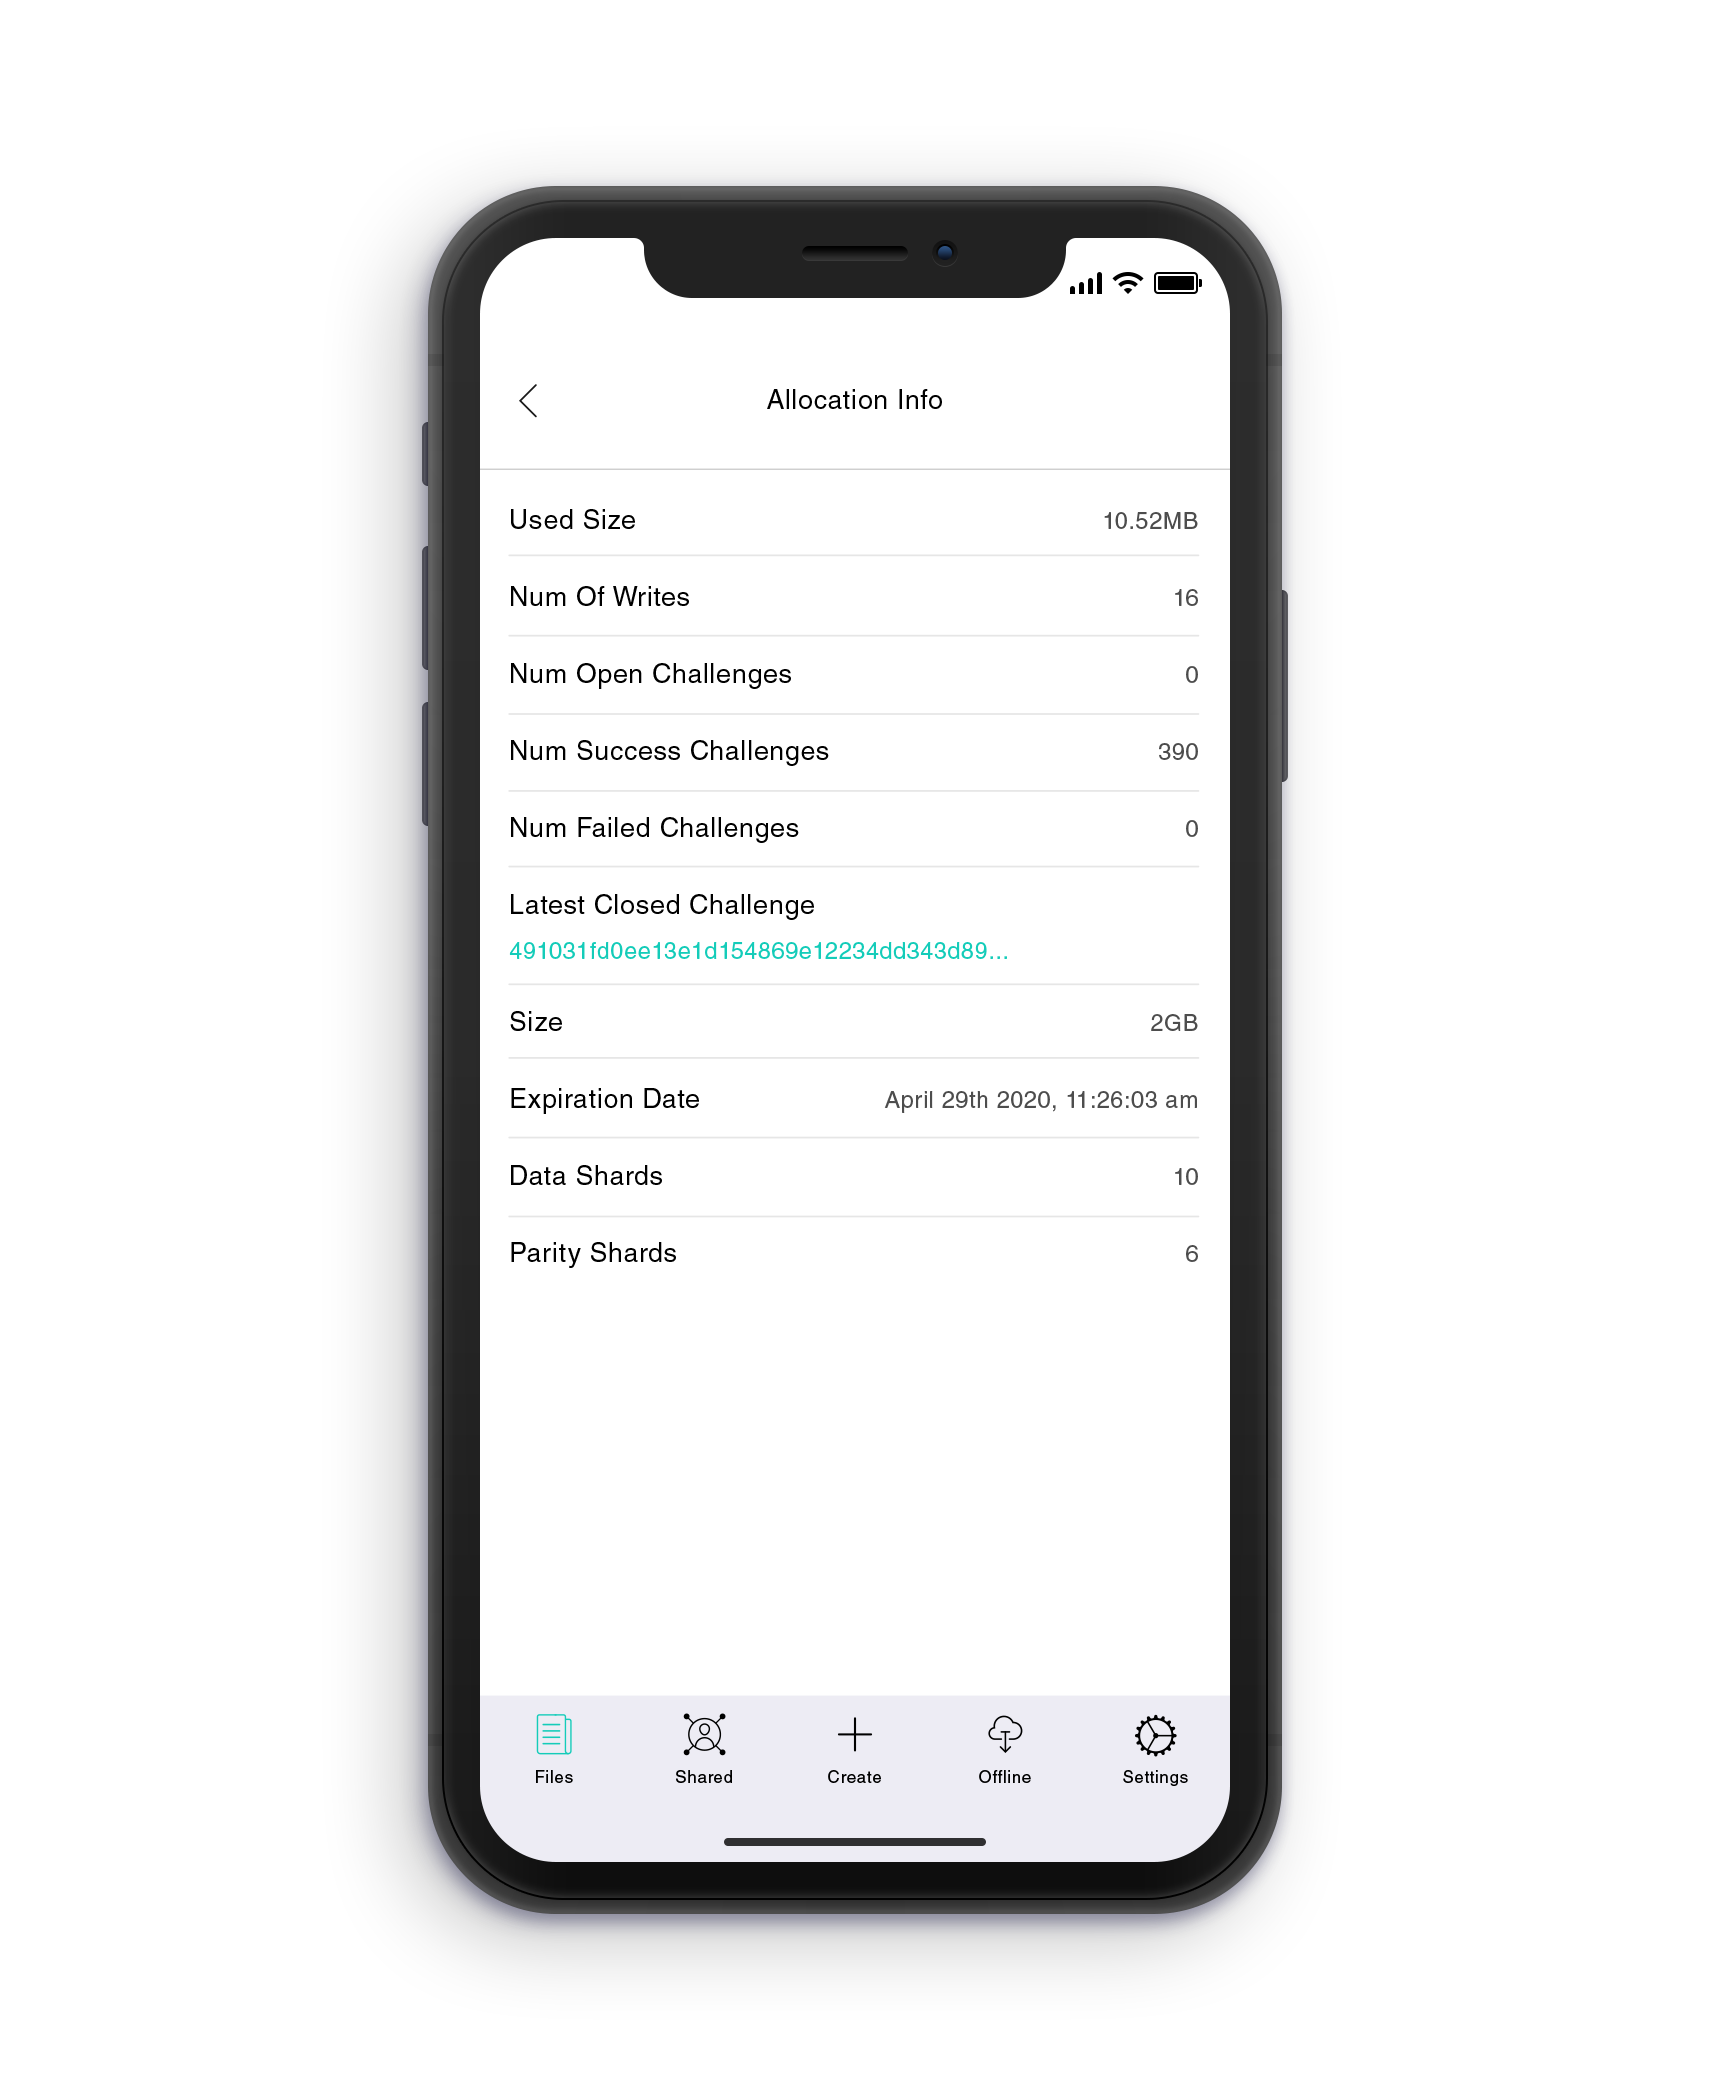 Allocation Info
Used Size 10.52MB
Num Of Writes 16
Num Open Challenges 0
Num Success Challenges 390
Num Failed Challenges 0
Latest Closed Challenge
491031fd0ee13e1d154869e12234dd343d89...
Size 2GB
Expiration Date April 29th 2020, 11:26:03 am
Data Shards 10
Parity Shards 6
Files Shared Create Offline Settings